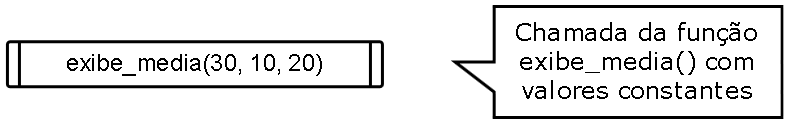 exibe_media(30, 10, 20)
Chamada da função
exibe_media() com
valores constantes